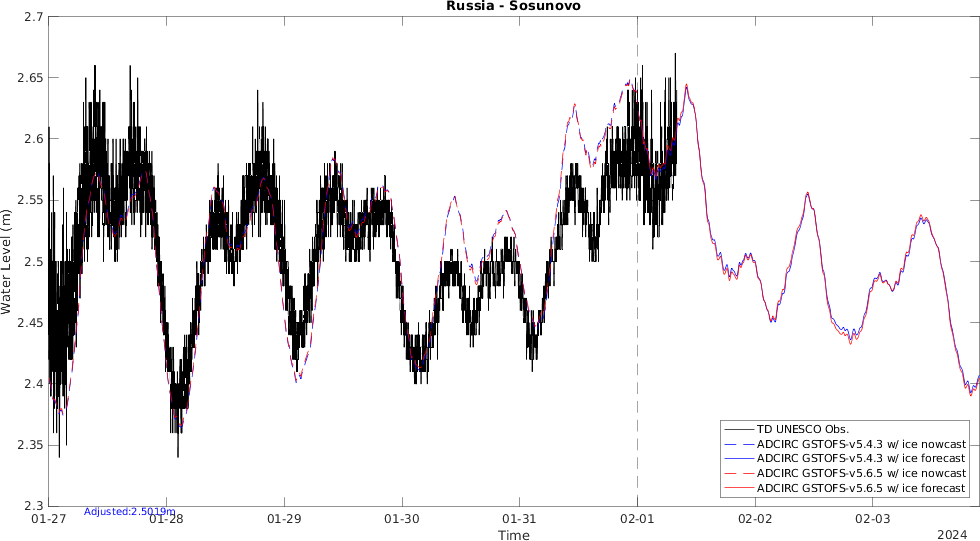 Russia - Sosunovo
2.7
2.65
2.6
2.55
2.5
2.45
2.4
2.35
2.3
Water Level (m)
TD UNESCO Obs.
ADCIRC GSTOFS-v5.4.3 w/ ice nowcast
ADCIRC GSTOFS-v5.4.3 w/ ice forecast
ADCIRC GSTOFS-v5.6.5 w/ ice nowcast
ADCIRC GSTOFS-v5.6.5 w/ ice forecast
Adjusted:2.5019m
01-27 01-28 01-29 01-30 01-31 02-01 02-02 02-03
Time
2024